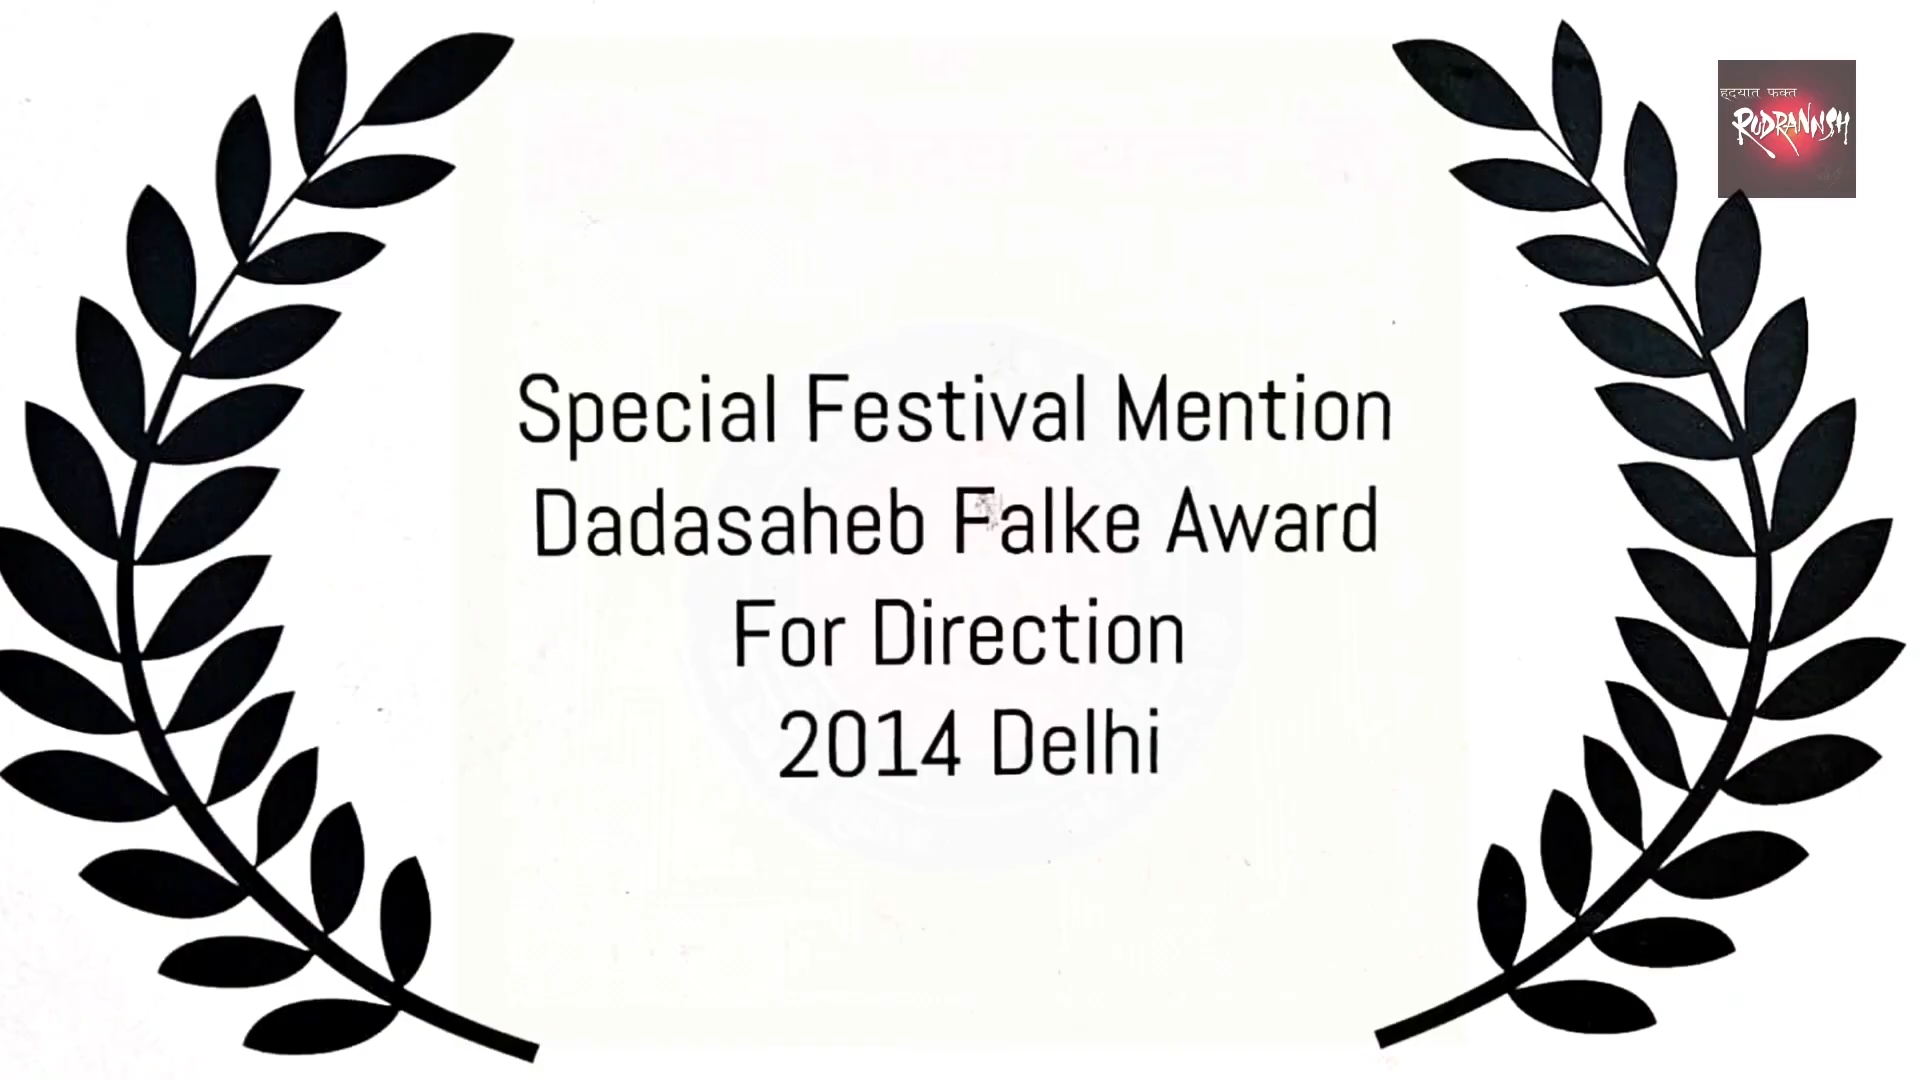 हृदयात फक्त
RUDRANNSH
Special Festival Mention
Dadasaheb Falke Award
For Direction
2014 Delhi